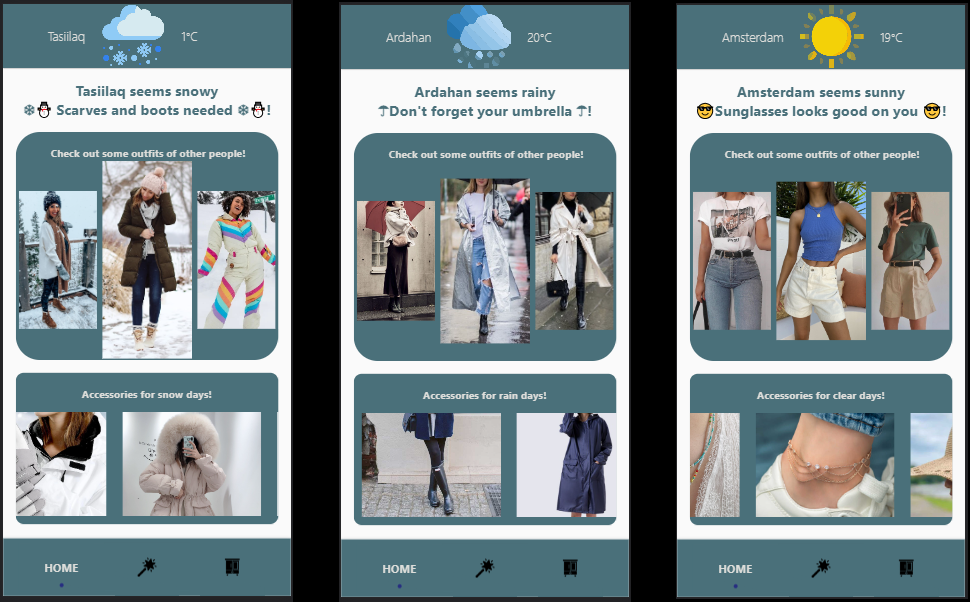 Tasiilaq 1°C
Tasiilaq seems snowy
❄⛄ Scarves and boots needed ❄⛄!
Check out some outfits of other people!
Accessories for snow days!
HOME
Ardahan 20°C
Ardahan seems rainy
☂Don't forget your umbrella ☂!
Check out some outfits of other people!
Accessories for rain days!
HOME
Amsterdam 19°C
Amsterdam seems sunny
😎Sunglasses looks good on you 😎!
Check out some outfits of other people!
Accessories for clear days!
HOME